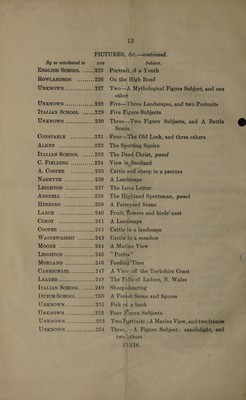 12
PICTURES, &c.—continued.
By or attributed to LOT Subject.
ENGLISH SCHOOL ......225 Portrait of a Youth
ROWLANDSON ......226 On the High Road
UNKNOWN......227 Two—A Mythological Figure Subject, and one
other
UNKNOWN......228 Five—Three Landscapes, and two Portraits
ITALIAN SCHOOL ......229 Five Figure Subjects
UNKNOWN......230 Three—Two Figure Subjects, and A Battle
Scene
CONSTABLE ......231 Four—The Old Lock, and three others
ALKEN ......232 The Sporting Squire
ITALIAN SCHOOL ......233 The Dead Christ, panel
C. FIELDING ......234 View in Scotland
A. COOPER ......235 Cattle and sheep in a pasture
NASMYTH ......236 A Landscape
LEIGHTON ......237 The Love Letter
ANSDELL ......238 The Highland Sportsman, panel
HERRING ......239 A Farmyard Scene
LANCE ......240 Fruit, flowers and birds'-nest
COROT ......241 A Landscape
COOPER ......242 Cattle in a landscape
WAINEWRIGHT ......243 Cattle in a meadow
MOORE ......244 A Marine View
LEIGHTON ......245 "Portia"
MORLAND ......246 Feeding Time
CARMICHAEL ......247 A View off the Yorkshire Coast
LEADER ......248 The Falls of Ladore, N. Wales
ITALIAN SCHOOL ......249 Sheep-shearing
DUTCH SCHOOL ......250 A Forest Scene and figures
UNKNOWN......251 Fish on a bank
UNKNOWN......252 Four Figure Subjects
UNKNOWN......253 Two Portraits; A Marine View, and two frames
UNKNOWN......254 Three—A Figure Subject; candlelight, and
two others
FINIS.